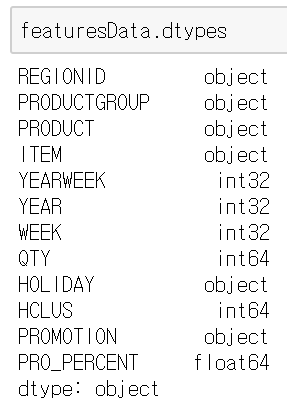 featuresData.dtypes
REGIONID object
PRODUCTGROUP object
PRODUCT object
ITEM object
YEARWEEK int32
YEAR int32
WEEK int32
QTY int64
HOLIDAY object
HCLUS int64
PROMOTION object
PRO_PERCENT float64
dtype: object